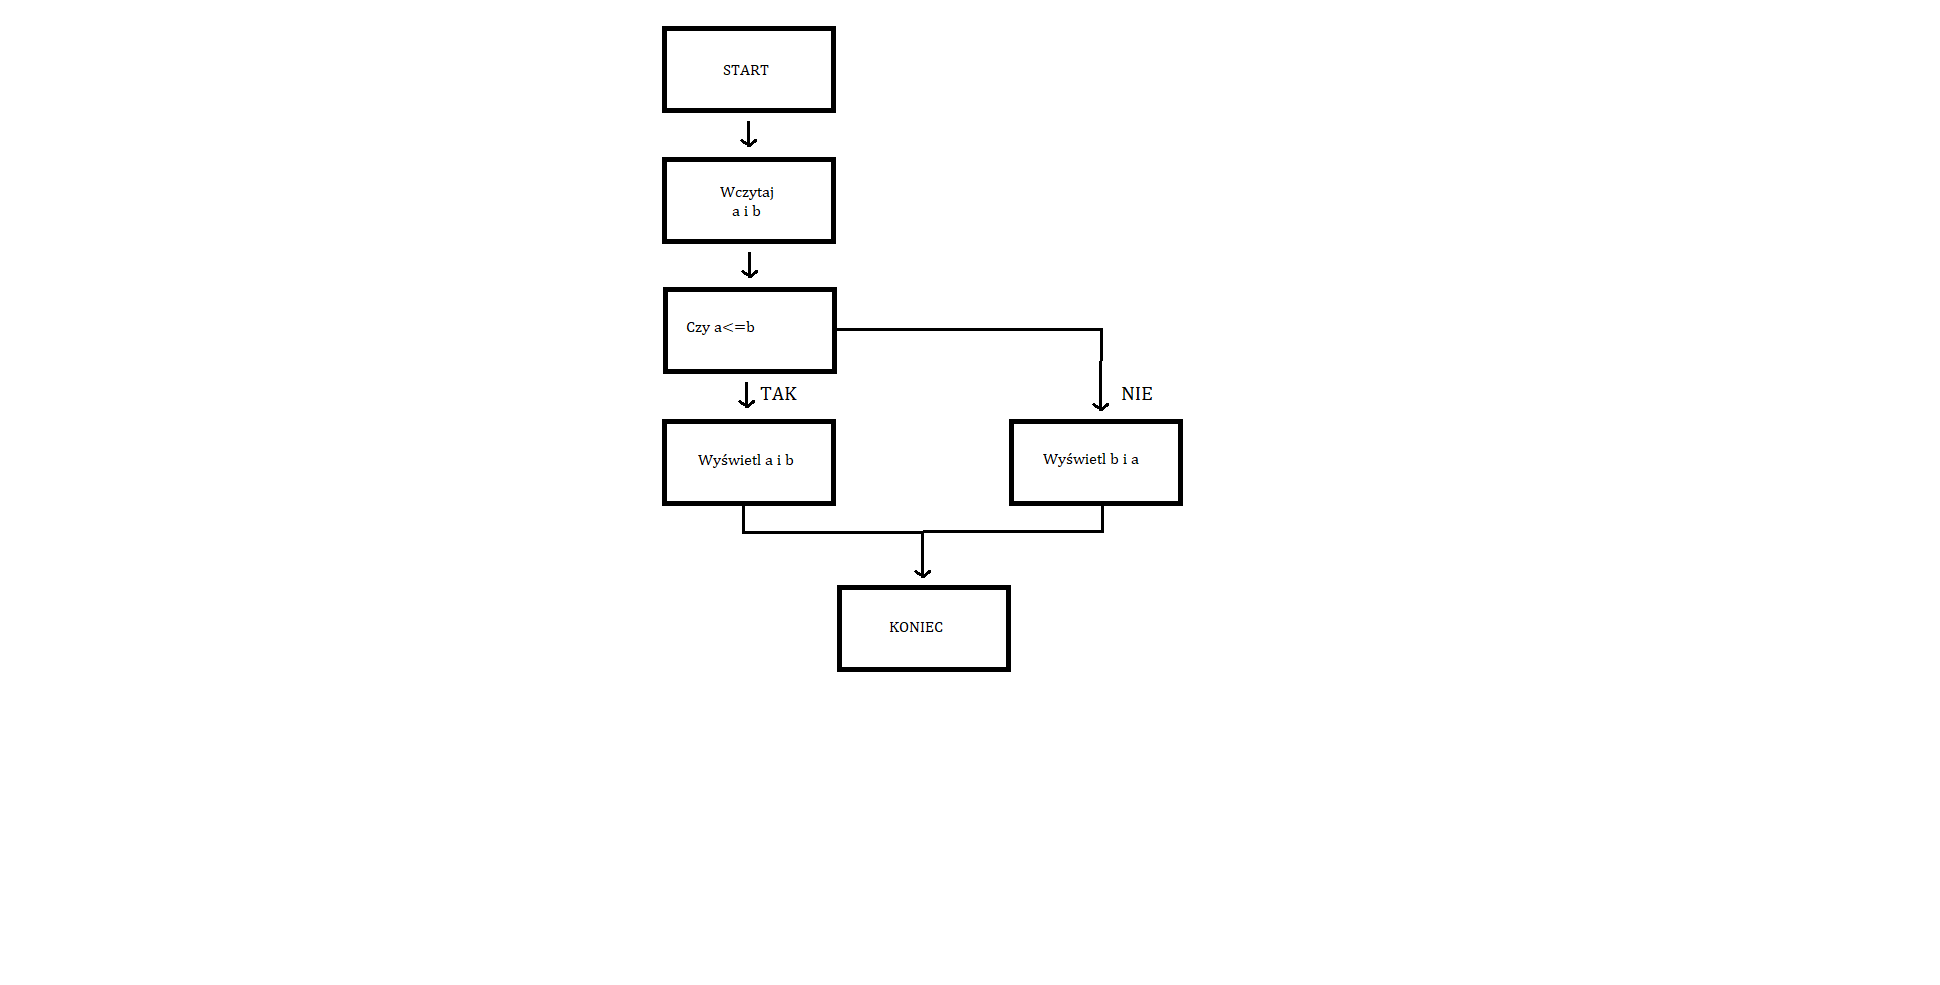 START
Wczytaj
a i b
Czy a<=b
TAK
NIE
Wyświetl a i b
Wyświetl b i a
KONIEC